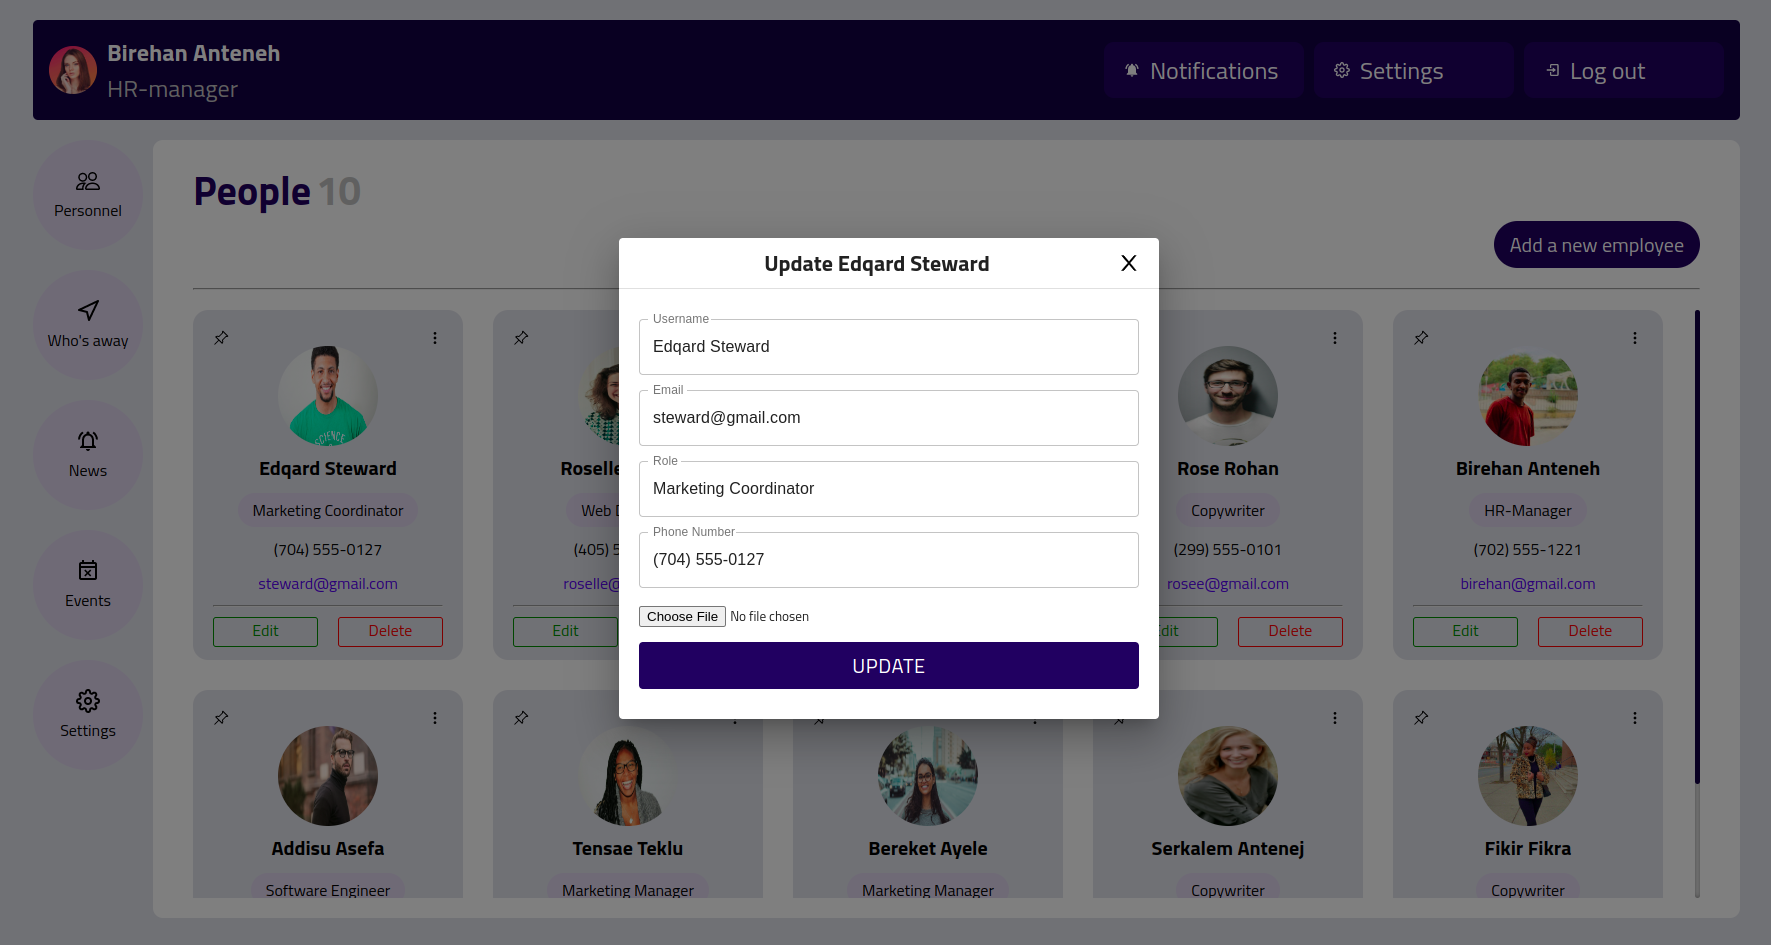 Birehan Anteneh
HR-manager
Notifications
Settings
Log out
Personnel
Who's away
News
Events
Settings
People 10
Add a new employee
Update Edqard Steward
X
Username
Edqard Steward
Email
steward@gmail.com
Role
Marketing Coordinator
Phone Number
(704) 555-0127
Choose File No file chosen
UPDATE
SCIENCE
Edqard Steward
Marketing Coordinator
(704) 555-0127
steward@gmail.com
Edit Delete
Roselle
Web
(405) 5
roselle@
Edit
Rose Rohan
Copywriter
(299) 555-0101
rosee@gmail.com
dit Delete
Birehan Anteneh
HR-Manager
(702) 555-1221
birehan@gmail.com
Edit Delete
Addisu Asefa
Software Engineer
Tensae Teklu
Marketing Manager
Bereket Ayele
Marketing Manager
Serkalem Antenej
Copywriter
Fikir Fikra
Copywriter